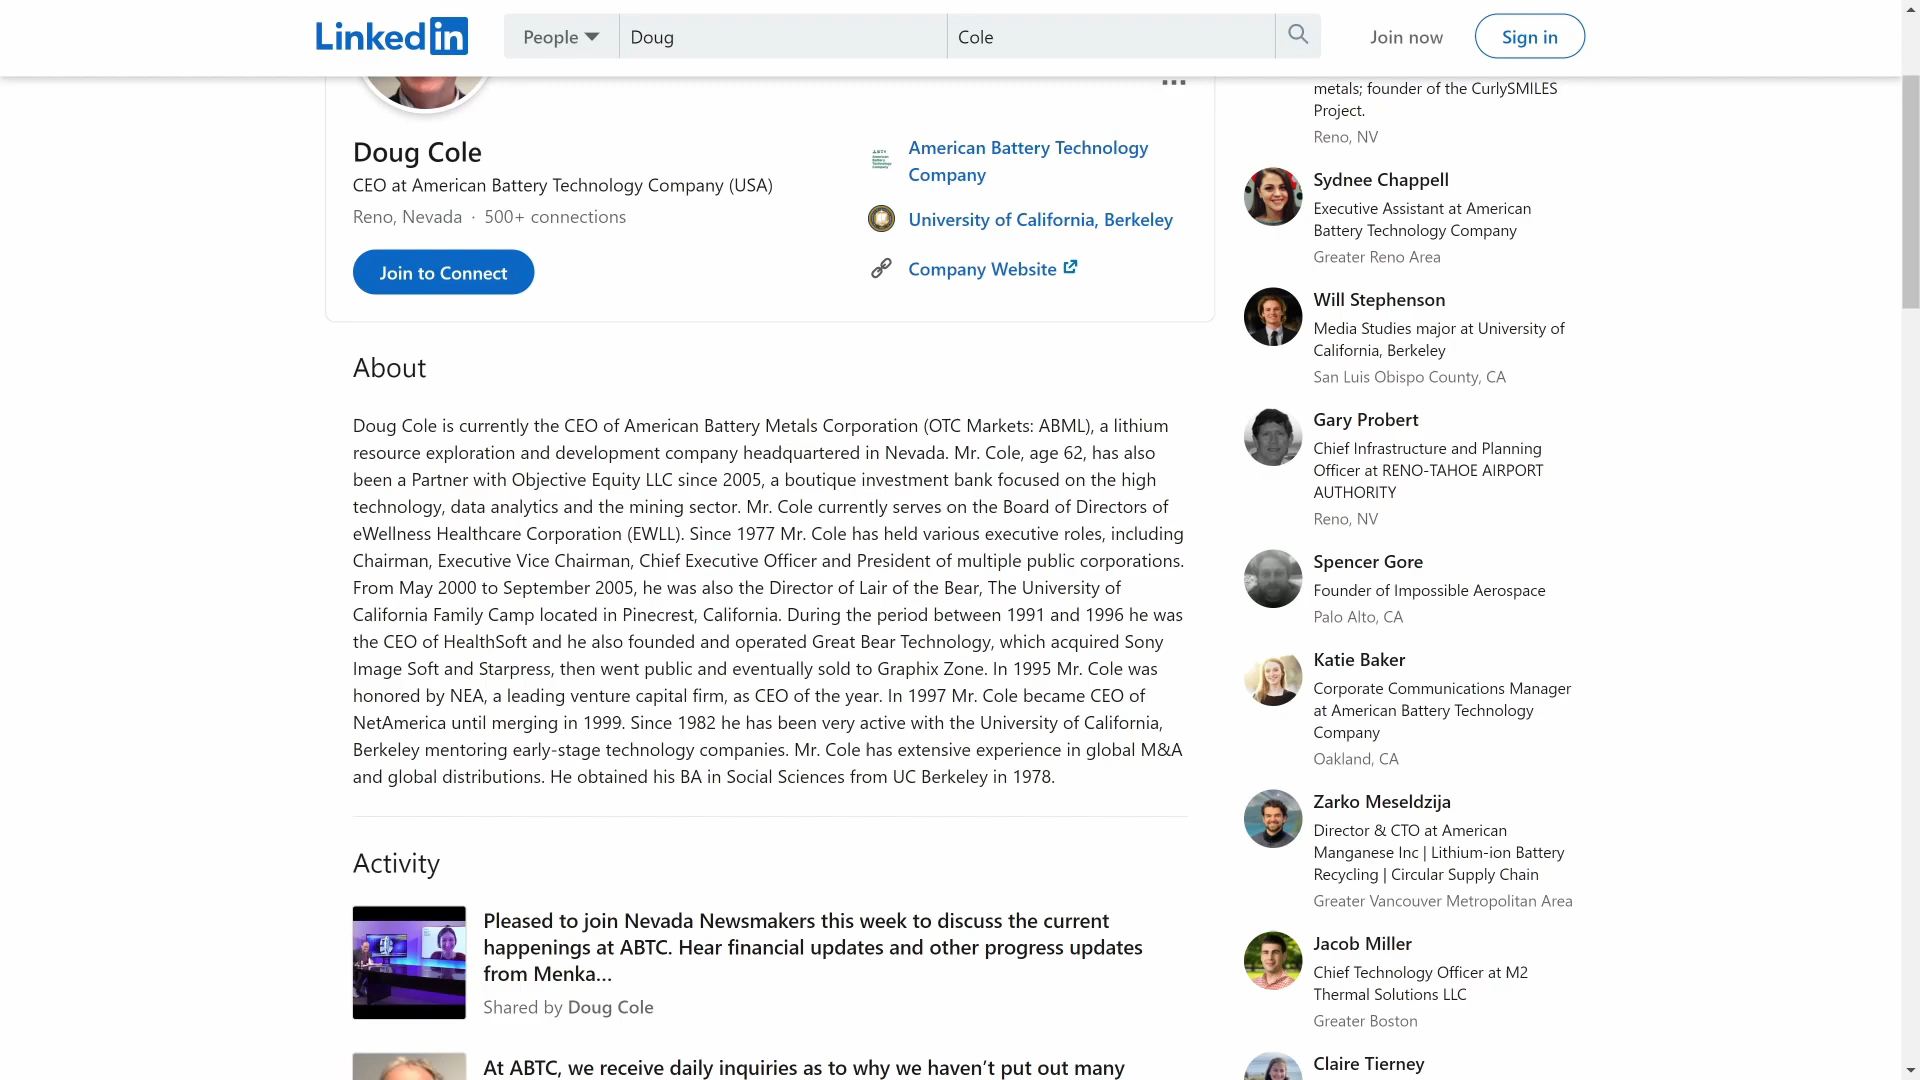 Linked in
People
Doug
Cole
Join now
Sign in
Doug Cole
CEO at American Battery Technology Company (USA)
Reno, Nevada · 500+ connections
Join to Connect
American Battery Technology
Company
University of California, Berkeley
Company Website
About
Doug Cole is currently the CEO of American Battery Metals Corporation (OTC Markets: ABML), a lithium
resource exploration and development company headquartered in Nevada. Mr. Cole, age 62, has also
been a Partner with Objective Equity LLC since 2005, a boutique investment bank focused on the high
technology, data analytics and the mining sector. Mr. Cole currently serves on the Board of Directors of
eWellness Healthcare Corporation (EWLL). Since 1977 Mr. Cole has held various executive roles, including
Chairman, Executive Vice Chairman, Chief Executive Officer and President of multiple public corporations.
From May 2000 to September 2005, he was also the Director of Lair of the Bear, The University of
California Family Camp located in Pinecrest, California. During the period between 1991 and 1996 he was
the CEO of HealthSoft and he also founded and operated Great Bear Technology, which acquired Sony
Image Soft and Starpress, then went public and eventually sold to Graphix Zone. In 1995 Mr. Cole was
honored by NEA, a leading venture capital firm, as CEO of the year. In 1997 Mr. Cole became CEO of
NetAmerica until merging in 1999. Since 1982 he has been very active with the University of California,
Berkeley mentoring early-stage technology companies. Mr. Cole has extensive experience in global M&A
and global distributions. He obtained his BA in Social Sciences from UC Berkeley in 1978.
Activity
Pleased to join Nevada Newsmakers this week to discuss the current
happenings at ABTC. Hear financial updates and other progress updates
from Menka...
Shared by Doug Cole
At ABTC, we receive daily inquiries as to why we haven't put out many
metals; founder of the CurlySMILES
Project.
Reno, NV
Sydnee Chappell
Executive Assistant at American
Battery Technology Company
Greater Reno Area
Will Stephenson
Media Studies major at University of
California, Berkeley
San Luis Obispo County, CA
Gary Probert
Chief Infrastructure and Planning
Officer at RENO-TAHOE AIRPORT
AUTHORITY
Reno, NV
Spencer Gore
Founder of Impossible Aerospace
Palo Alto, CA
Katie Baker
Corporate Communications Manager
at American Battery Technology
Company
Oakland, CA
Zarko Meseldzija
Director & CTO at American
Manganese Inc | Lithium-ion Battery
Recycling | Circular Supply Chain
Greater Vancouver Metropolitan Area
Jacob Miller
Chief Technology Officer at M2
Thermal Solutions LLC
Greater Boston
Claire Tierney